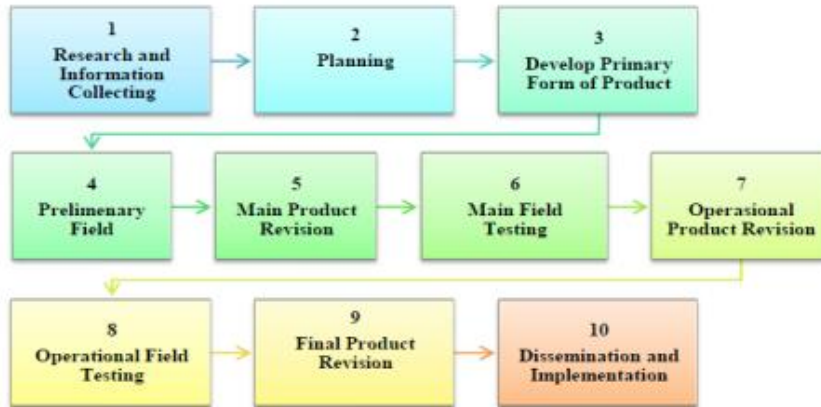 1
Research and
Information
Collecting
2
Planning
3
Develop Primary
Form of Product
4
Prelimenary
Field
5
Main Product
Revision
6
Main Field
Testing
7
Operasional
Product Revision
8
Operational Field
Testing
9
Final Product
Revision
10
Dissemination and
Implementation